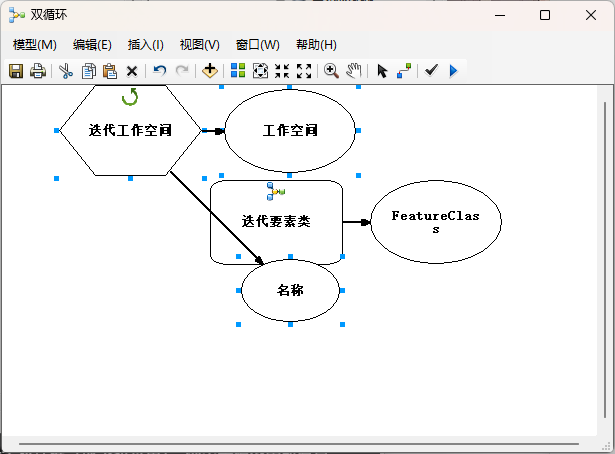 双循环
模型(M) 编辑(E) 插入(I) 视图(V) 窗口(W) 帮助(H)
迭代工作空间
工作空间
迭代要素类
FeatureClas
s
名称